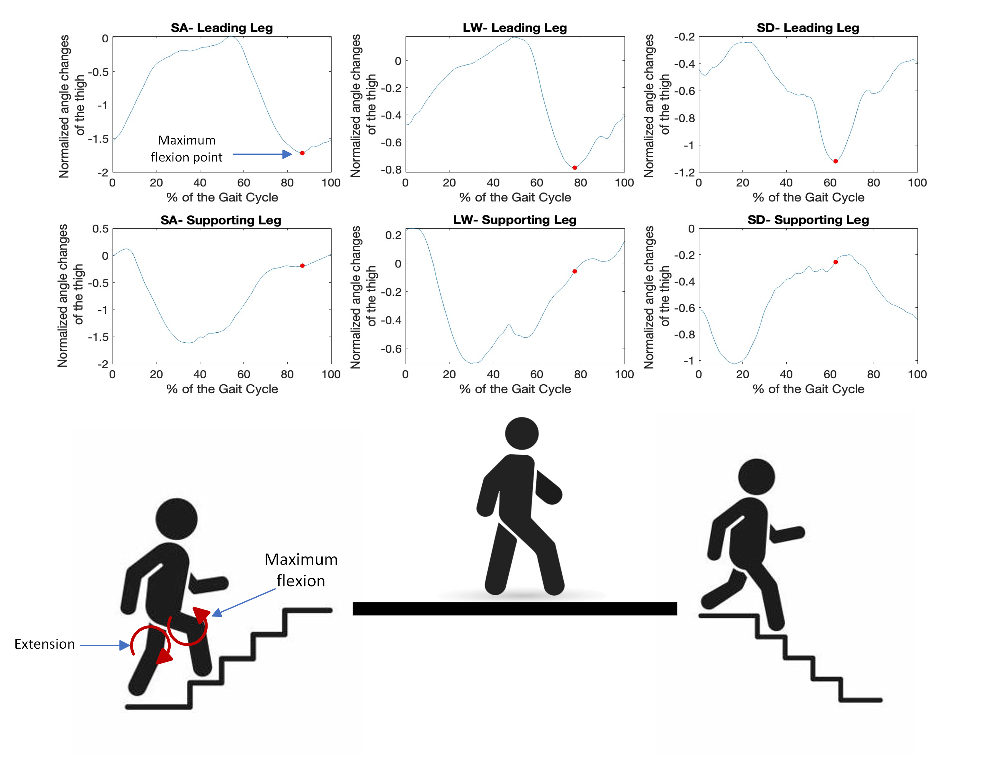 SA- Leading Leg
Normalized angle changes
of the thigh
0
-0.5
-1
-1.5
-2
Maximum
flexion point
0 20 40 60 80 100
% of the Gait Cycle
LW- Leading Leg
Normalized angle changes
of the thigh
0
-0.2
-0.4
-0.6
-0.8
0 20 40 60 80 100
% of the Gait Cycle
SD- Leading Leg
Normalized angle changes
of the thigh
-0.2
-0.4
-0.6
-0.8
-1
-1.2
0 20 40 60 80 100
% of the Gait Cycle
SA- Supporting Leg
Normalized angle changes
of the thigh
0.5
0
-0.5
-1
-1.5
-2
0 20 40 60 80 100
% of the Gait Cycle
LW- Supporting Leg
Normalized angle changes
of the thigh
0.2
0
-0.2
-0.4
-0.6
0 20 40 60 80 100
% of the Gait Cycle
SD- Supporting Leg
Normalized angle changes
of the thigh
0
-0.2
-0.4
-0.6
-0.8
-1
0 20 40 60 80 100
% of the Gait Cycle
Maximum
flexion
Extension